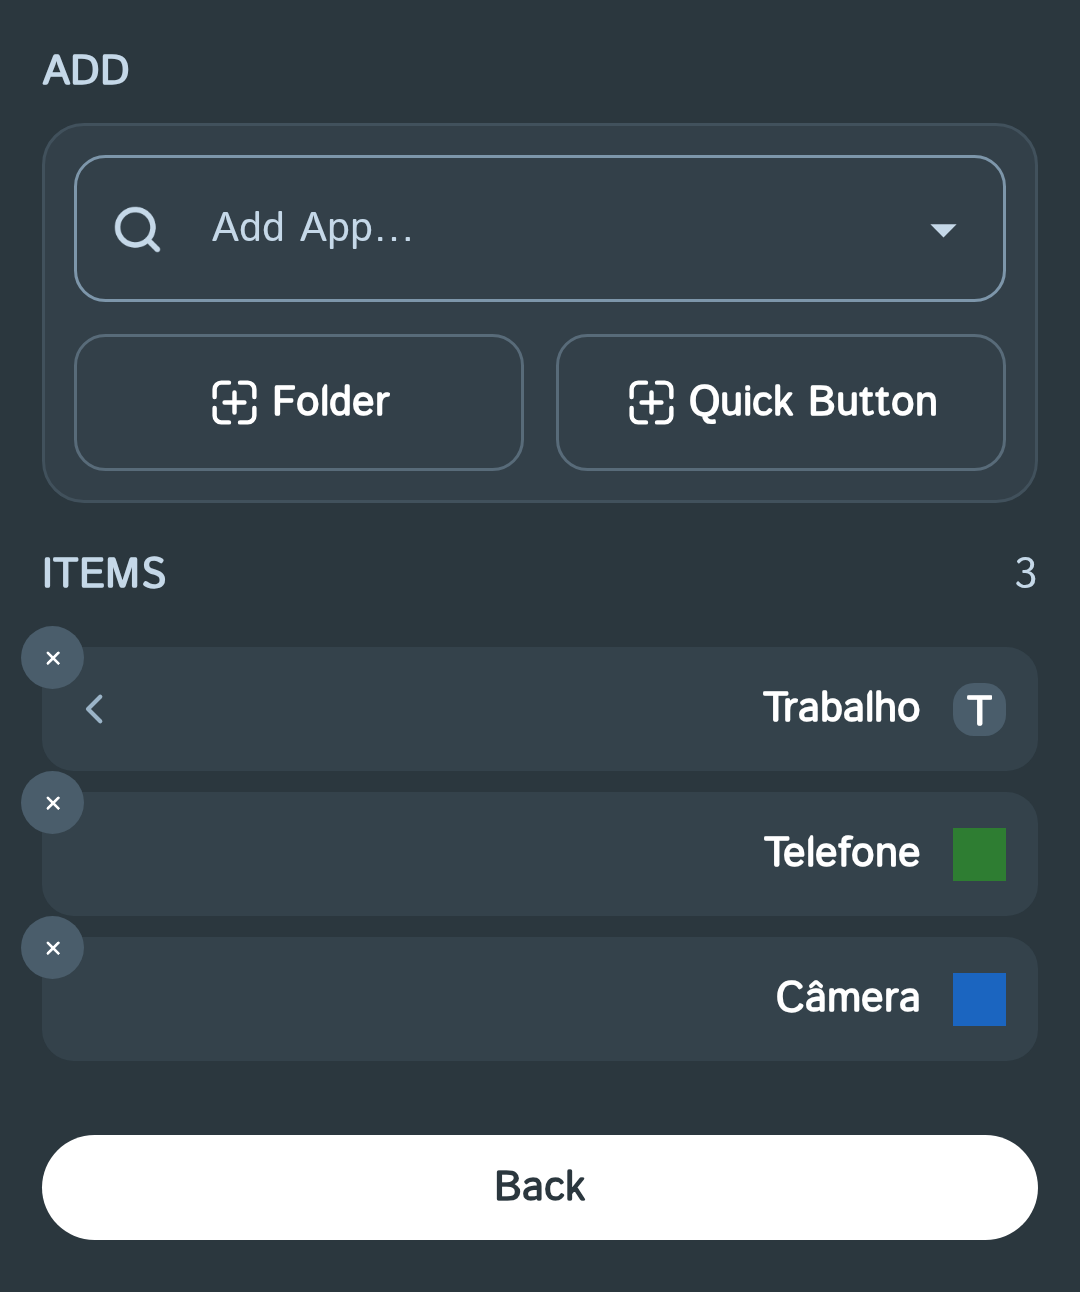 ADD
Add App...
Folder
Quick Button
ITEMS
3
Trabalho
T
Telefone
Câmera
Back